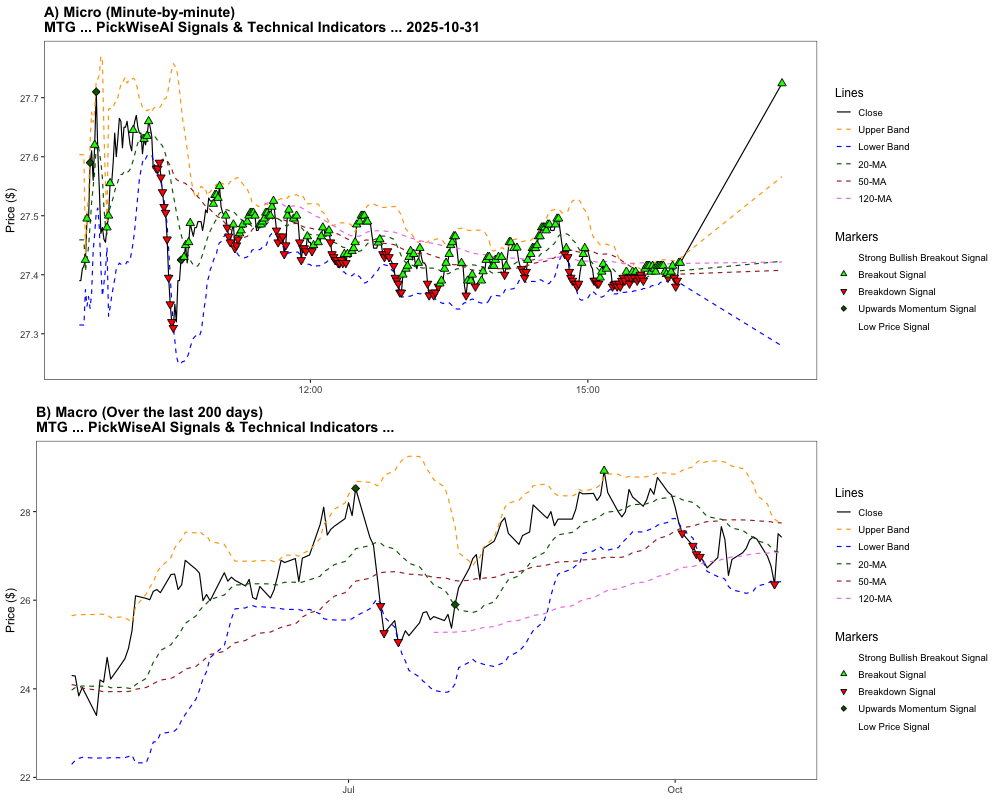 A) Micro (Minute-by-minute)
MTG ... PickWiseAI Signals & Technical Indicators ... 2025-10-31
Price ($)
27.7
27.6
27.5
27.4
27.3
12:00
15:00
Lines
Close
Upper Band
Lower Band
20-MA
50-MA
120-MA
Markers
Strong Bullish Breakout Signal
Breakout Signal
Breakdown Signal
Upwards Momentum Signal
Low Price Signal
B) Macro (Over the last 200 days)
MTG ... PickWiseAI Signals & Technical Indicators ...
Price ($)
28
26
24
22
Jul
Oct
Lines
Close
Upper Band
Lower Band
20-MA
50-MA
120-MA
Markers
Strong Bullish Breakout Signal
Breakout Signal
Breakdown Signal
Upwards Momentum Signal
Low Price Signal